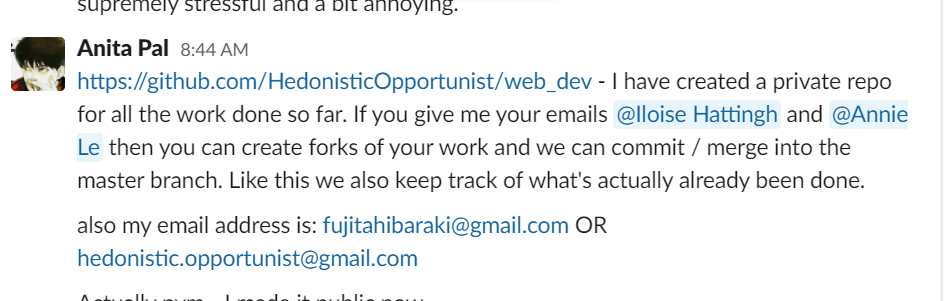 supremely stressful and a bit annoying.
Anita Pal 8:44 AM
https://github.com/HedonisticOpportunist/web_dev - I have created a private repo
for all the work done so far. If you give me your emails @Iloise Hattingh and @Annie
Le then you can create forks of your work and we can commit / merge into the
master branch. Like this we also keep track of what's actually already been done.
also my email address is: fujitahibaraki@gmail.com OR
hedonistic.opportunist@gmail.com
Actually nvm - I made it public now